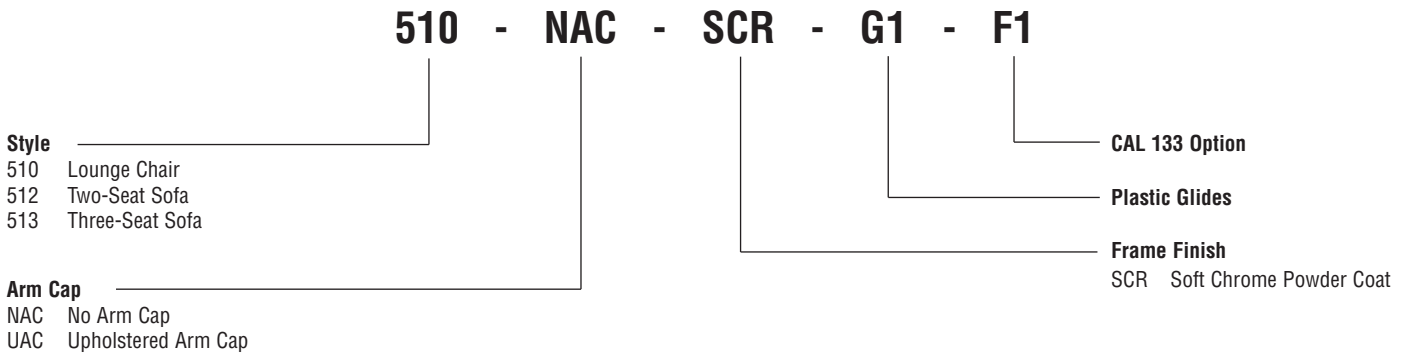 510 - NAC - SCR - G1 - F1
Style
510 Lounge Chair
512 Two-Seat Sofa
513 Three-Seat Sofa
Arm Cap
NAC No Arm Cap
UAC Upholstered Arm Cap
CAL 133 Option
Plastic Glides
Frame Finish
SCR Soft Chrome Powder Coat